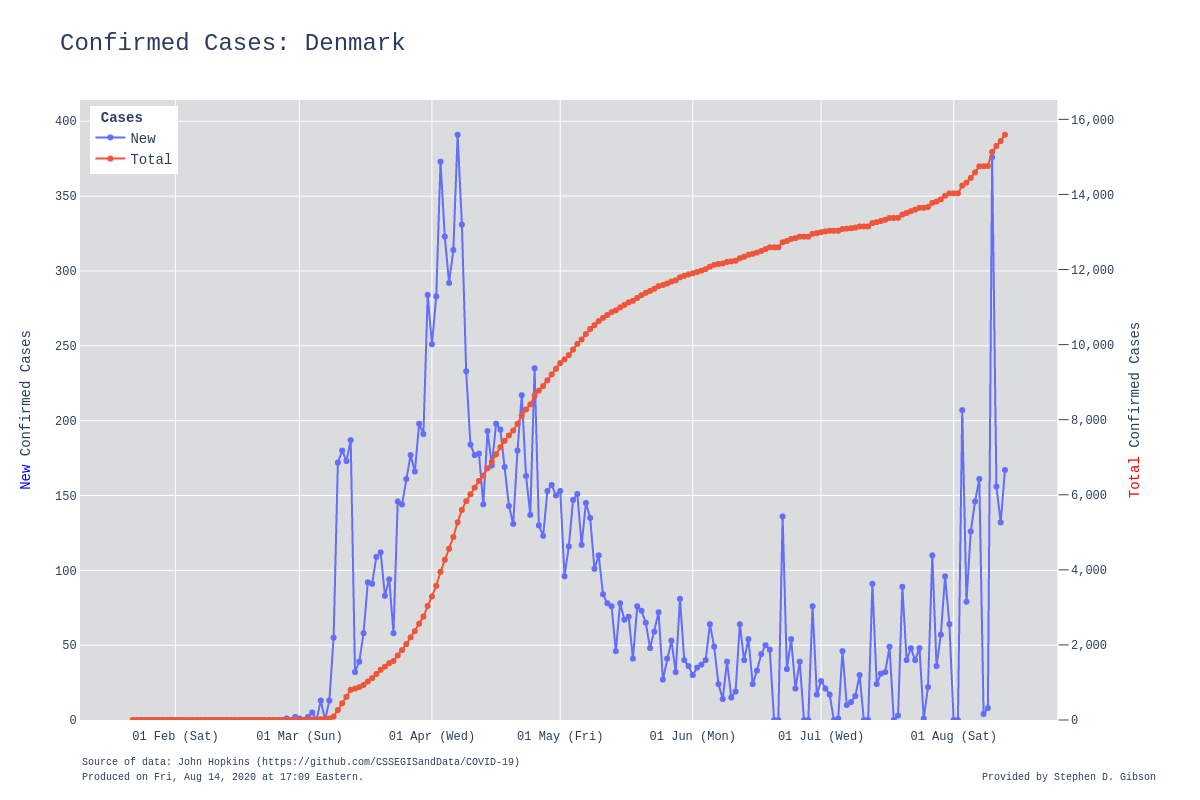 Confirmed Cases: Denmark
Cases
New
Total
400
350
300
250
200
150
100
50
0
16,000
14,000
12,000
10,000
8,000
6,000
4,000
2,000
0
New Confirmed Cases
Total Confirmed Cases
01 Feb (Sat) 01 Mar (Sun) 01 Apr (Wed) 01 May (Fri) 01 Jun (Mon) 01 Jul (Wed) 01 Aug (Sat)
Source of data: John Hopkins (https://github.com/CSSEGISandData/COVID-19)
Produced on Fri, Aug 14, 2020 at 17:09 Eastern.
Provided by Stephen D. Gibson